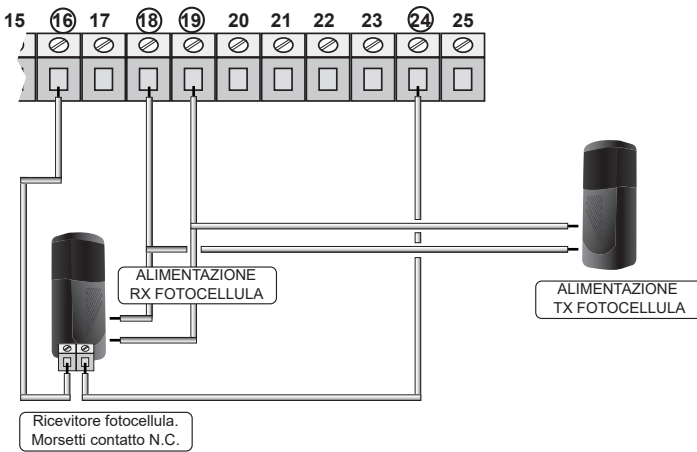 15 16 17 18 19 20 21 22 23 24 25
ALIMENTAZIONE
RX FOTOCELLULA
ALIMENTAZIONE
TX FOTOCELLULA
Ricevitore fotocellula.
Morsetti contatto N.C.